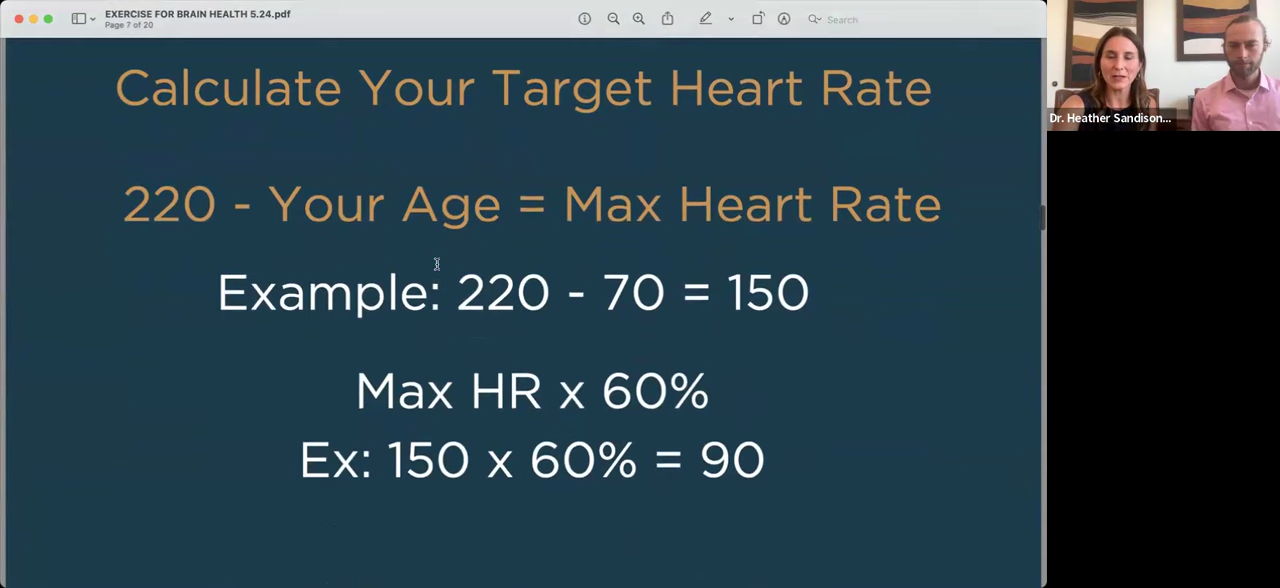 EXERCISE FOR BRAIN HEALTH 5.24.pdf
Page 7 of 20
Search
Calculate Your Target Heart Rate
220 - Your Age = Max Heart Rate
Example: 220 - 70 = 150
Max HR x 60%
Ex: 150 x 60% = 90
Dr. Heather Sandison...